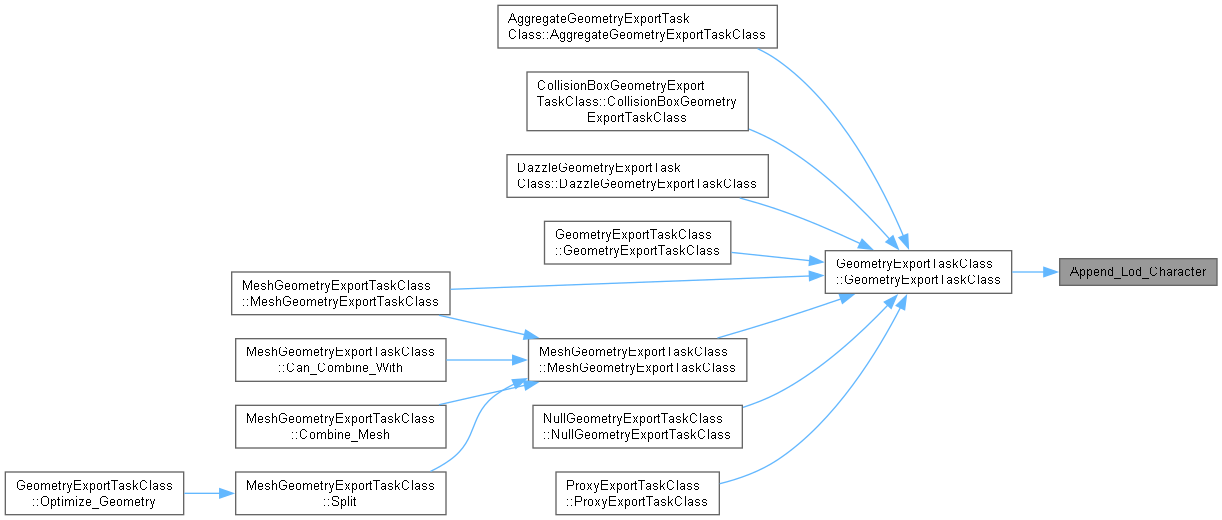 AggregateGeometryExportTask
Class::AggregateGeometryExportTaskClass
CollisionBoxGeometryExport
TaskClass::CollisionBoxGeometry
ExportTaskClass
DazzleGeometryExportTask
Class::DazzleGeometryExportTaskClass
GeometryExportTaskClass
::GeometryExportTaskClass
GeometryExportTaskClass
::GeometryExportTaskClass
Append_Lod_Character
MeshGeometryExportTaskClass
::MeshGeometryExportTaskClass
MeshGeometryExportTaskClass
::MeshGeometryExportTaskClass
MeshGeometryExportTaskClass
::Can_Combine_With
MeshGeometryExportTaskClass
::Combine_Mesh
NullGeometryExportTaskClass
::NullGeometryExportTaskClass
MeshGeometryExportTaskClass
::Split
GeometryExportTaskClass
::Optimize_Geometry
ProxyExportTaskClass
::ProxyExportTaskClass